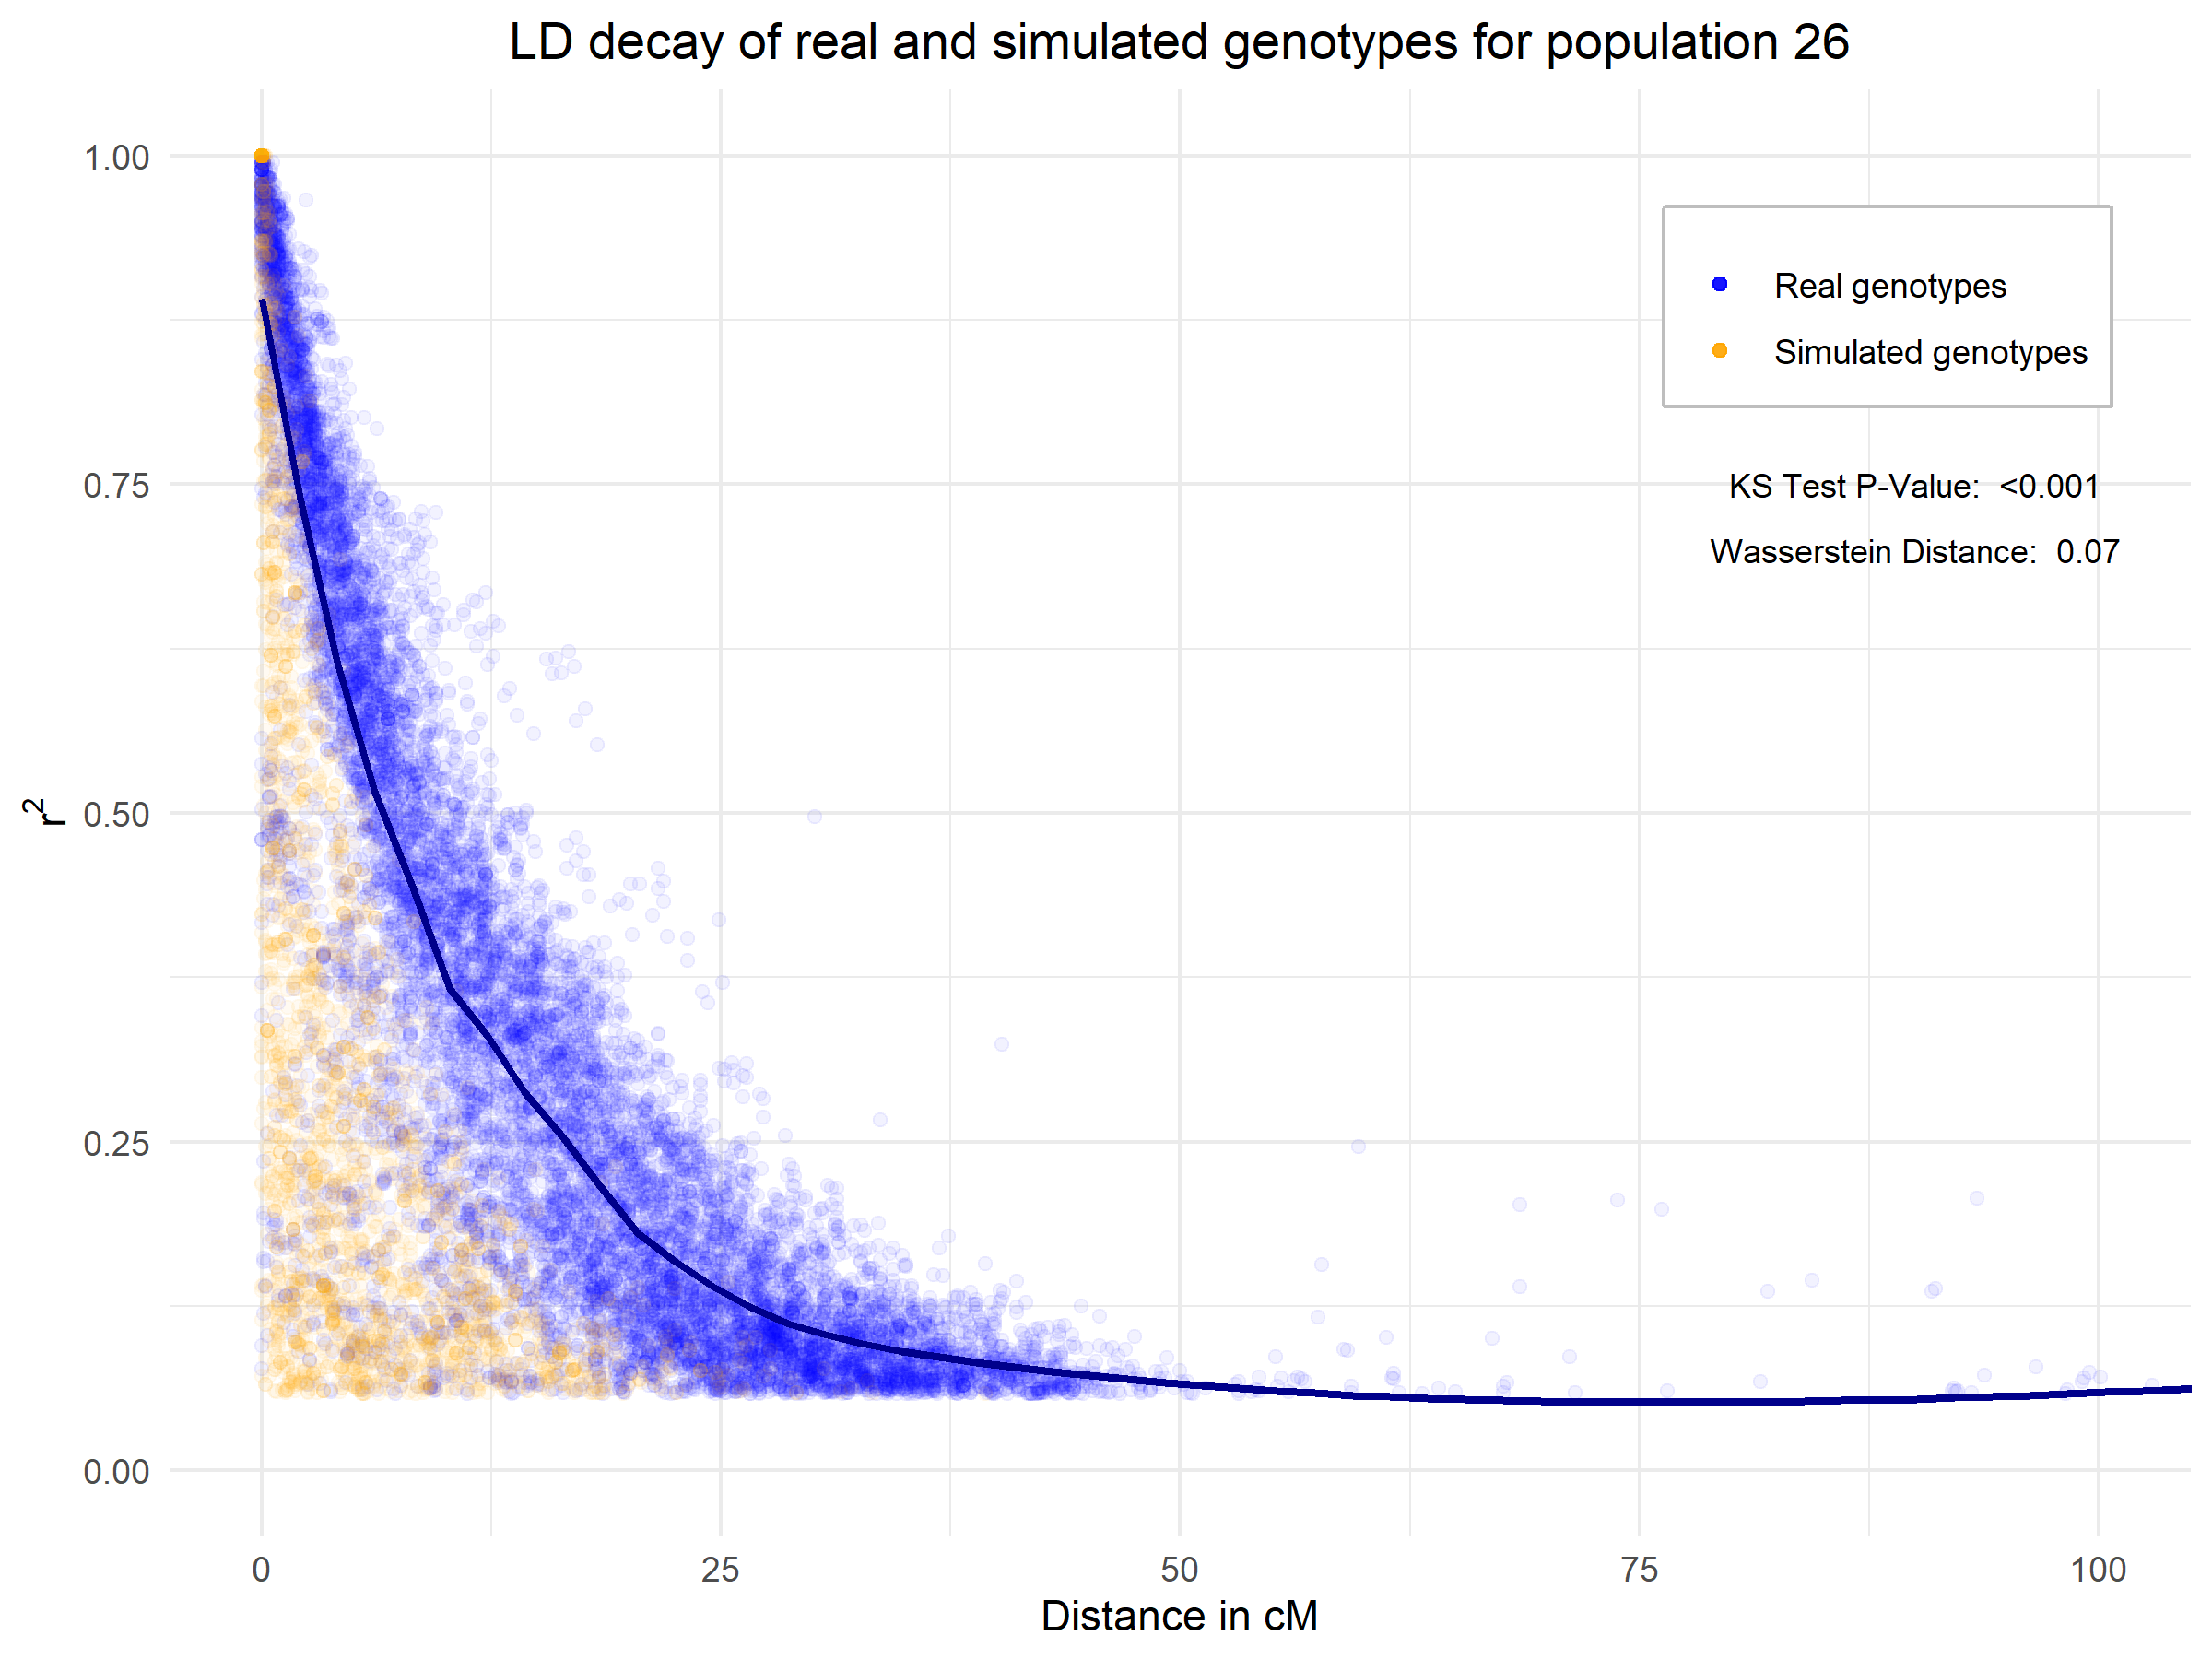 LD decay of real and simulated genotypes for population 26
1.00
0.75
0.50
0.25
0.00
r²
Real genotypes
Simulated genotypes
KS Test P-Value: <0.001
Wasserstein Distance: 0.07
0 25 50 75 100
Distance in cM